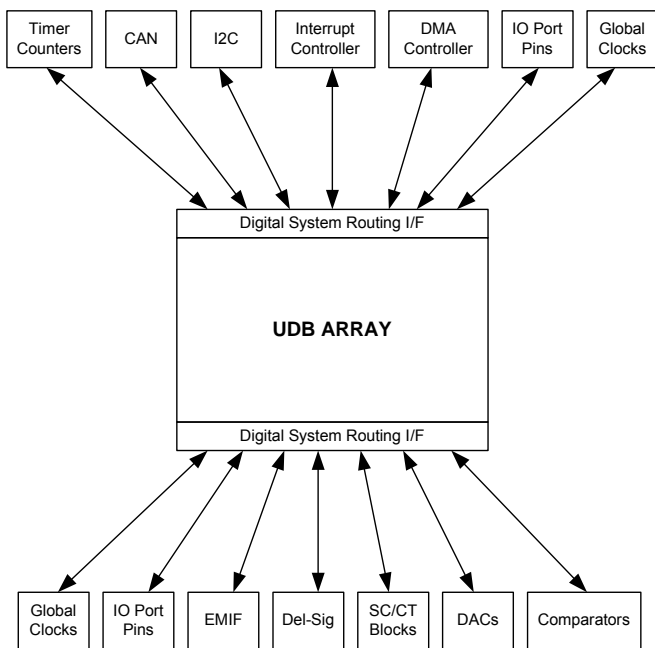 Timer
Counters
CAN
I2C
Interrupt
Controller
DMA
Controller
IO Port
Pins
Global
Clocks
Digital System Routing I/F
UDB ARRAY
Digital System Routing I/F
Global
Clocks
IO Port
Pins
EMIF
Del-Sig
SC/CT
Blocks
DACs
Comparators